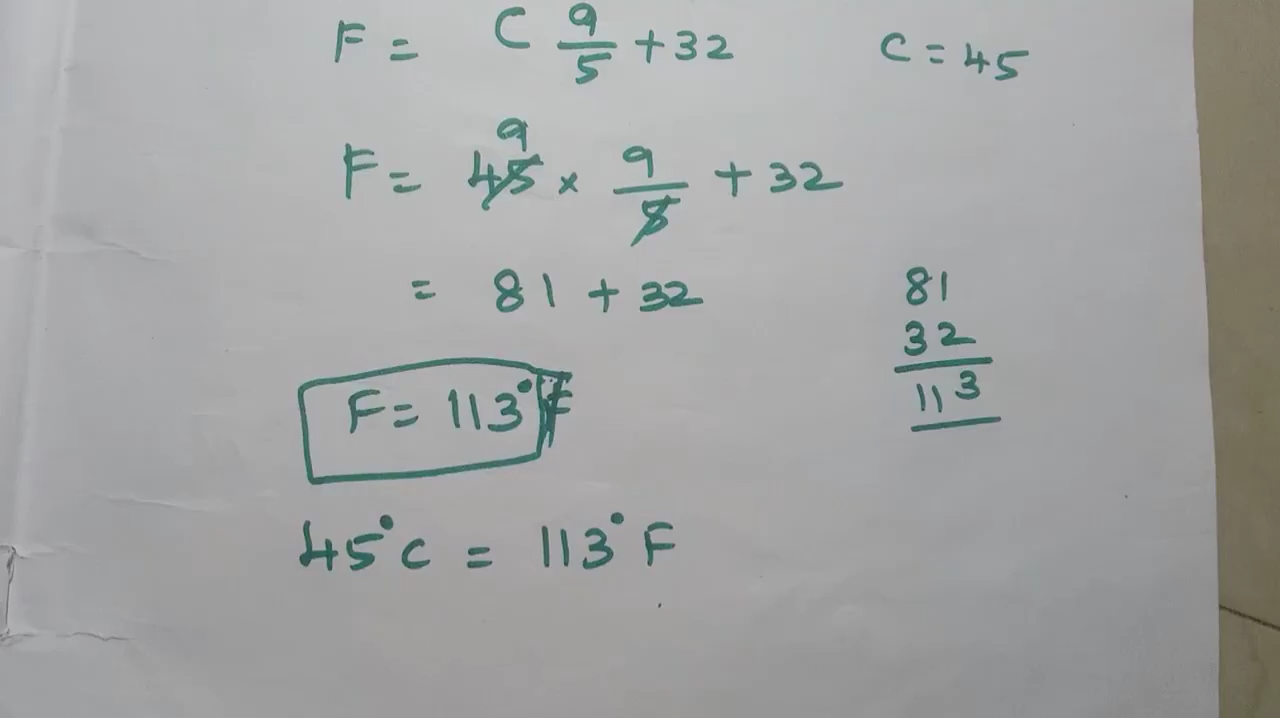 F = C 9/5 + 32
C = 45
F = 45 9 × 9/5 + 32
= 81 + 32
81
32
113
F = 113°F
45°C = 113°F